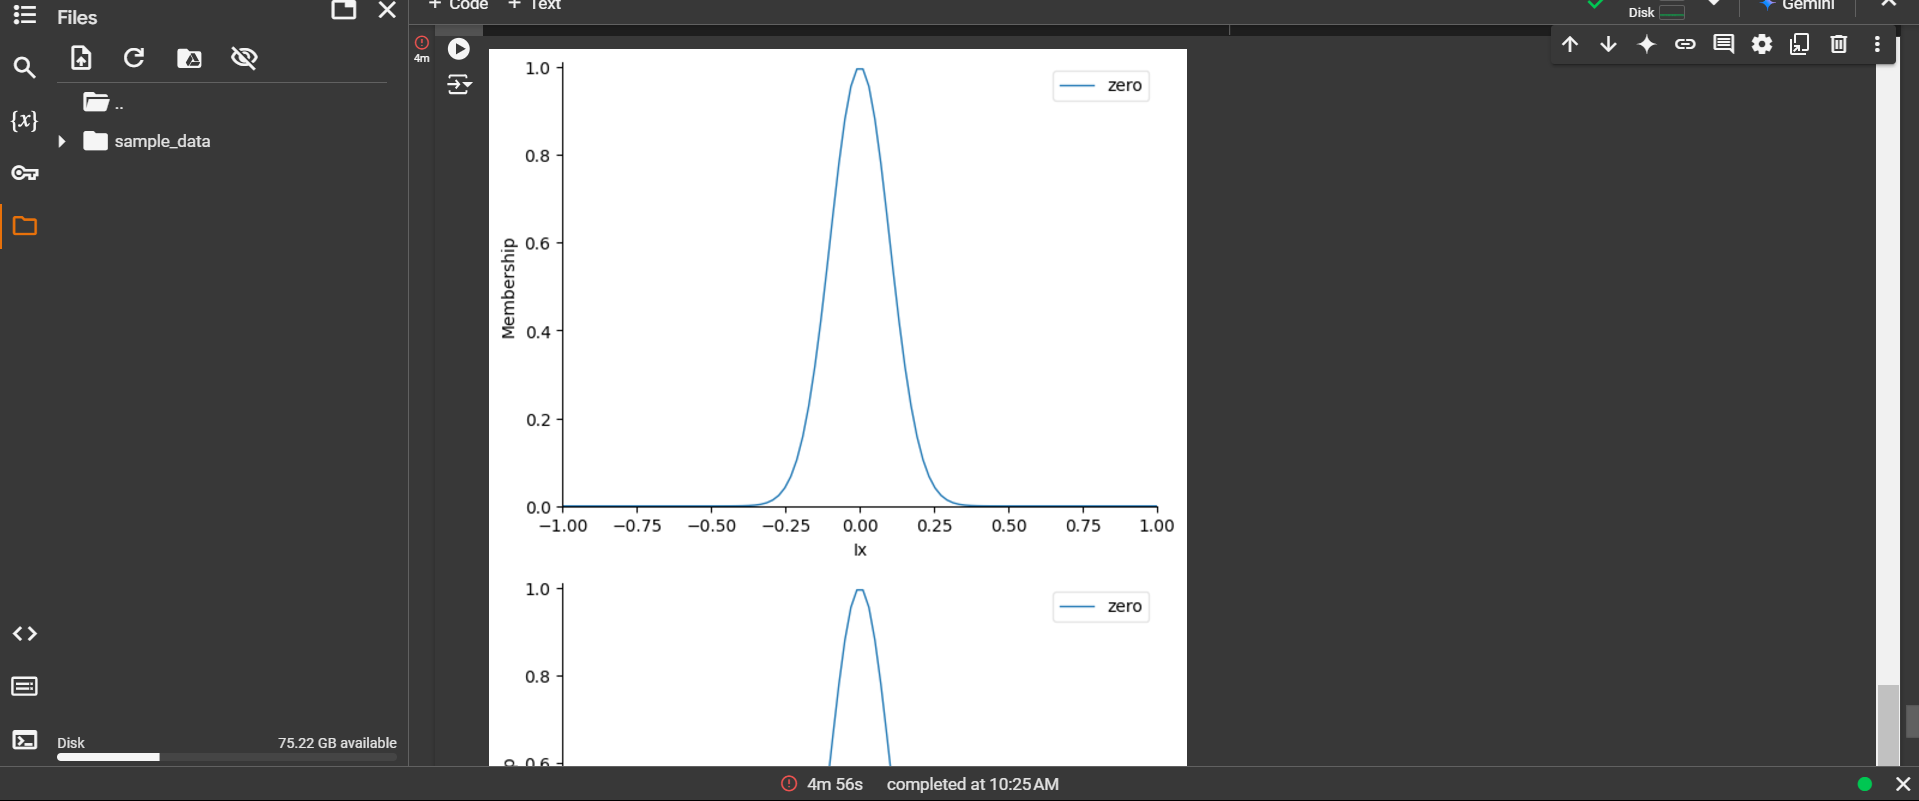 Files
+ Code + Text
Disk
Gemini
4m
..
{x}
sample_data
1.0
zero
0.8
0.6
Membership
0.4
0.2
0.0
−1.00 −0.75 −0.50 −0.25 0.00 0.25 0.50 0.75 1.00
Ix
1.0
zero
0.8
0.6
Disk 75.22 GB available
4m 56s completed at 10:25 AM